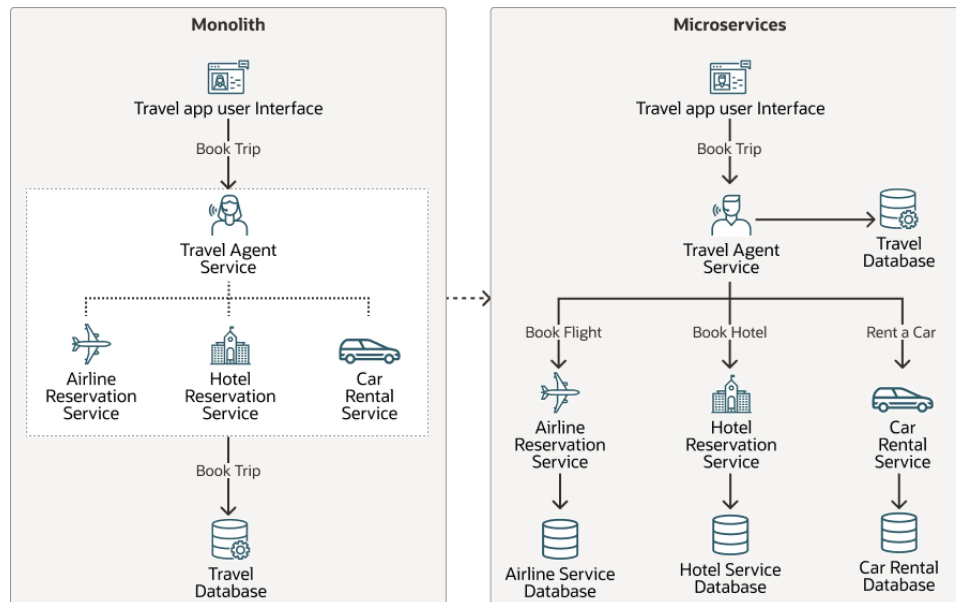 Monolith
Travel app user Interface
Book Trip
Travel Agent
Service
Airline
Reservation
Service
Hotel
Reservation
Service
Car
Rental
Service
Book Trip
Travel
Database
Microservices
Travel app user Interface
Book Trip
Travel Agent
Service
Travel
Database
Book Flight
Book Hotel
Rent a Car
Airline
Reservation
Service
Hotel
Reservation
Service
Car
Rental
Service
Airline Service
Database
Hotel Service
Database
Car Rental
Database